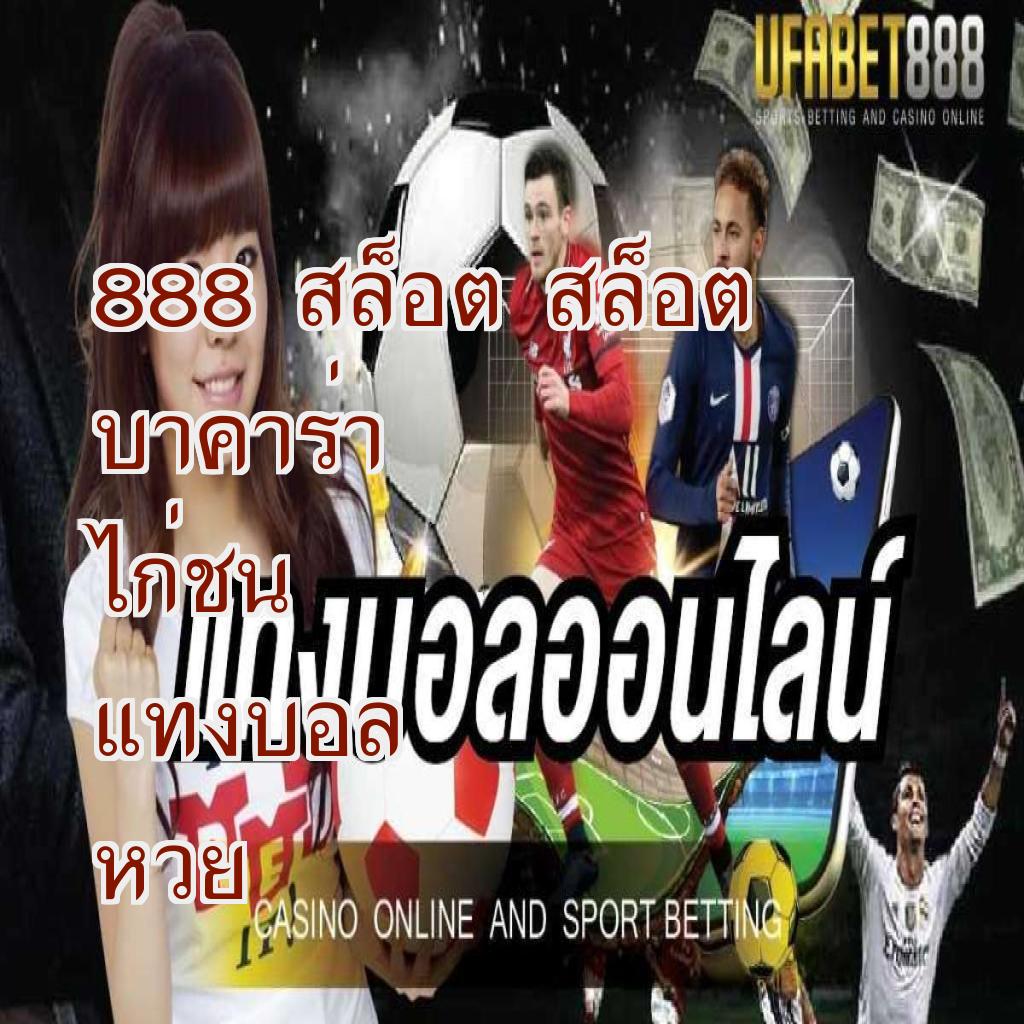 UFABET888
SPORTS BETTING AND CASINO ONLINE
888 สล็อต สล็อต
บาคาร่า
ไก่ชน
แทงบอลออนไลน์
แทงบอล
หวย
CASINO ONLINE AND SPORT BETTING